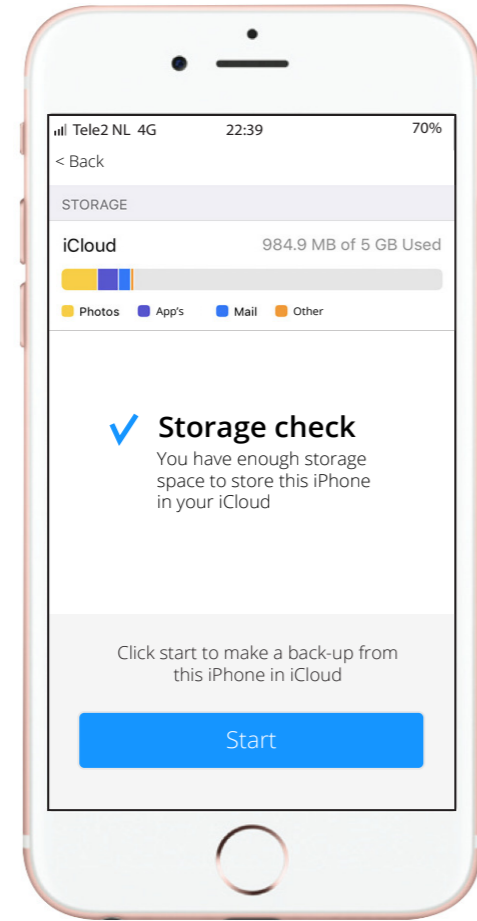 Tele2 NL 4G 22:39 70%
< Back
STORAGE
iCloud 984.9 MB of 5 GB Used
Photos App's Mail Other
Storage check
You have enough storage
space to store this iPhone
in your iCloud
Click start to make a back-up from
this iPhone in iCloud
Start